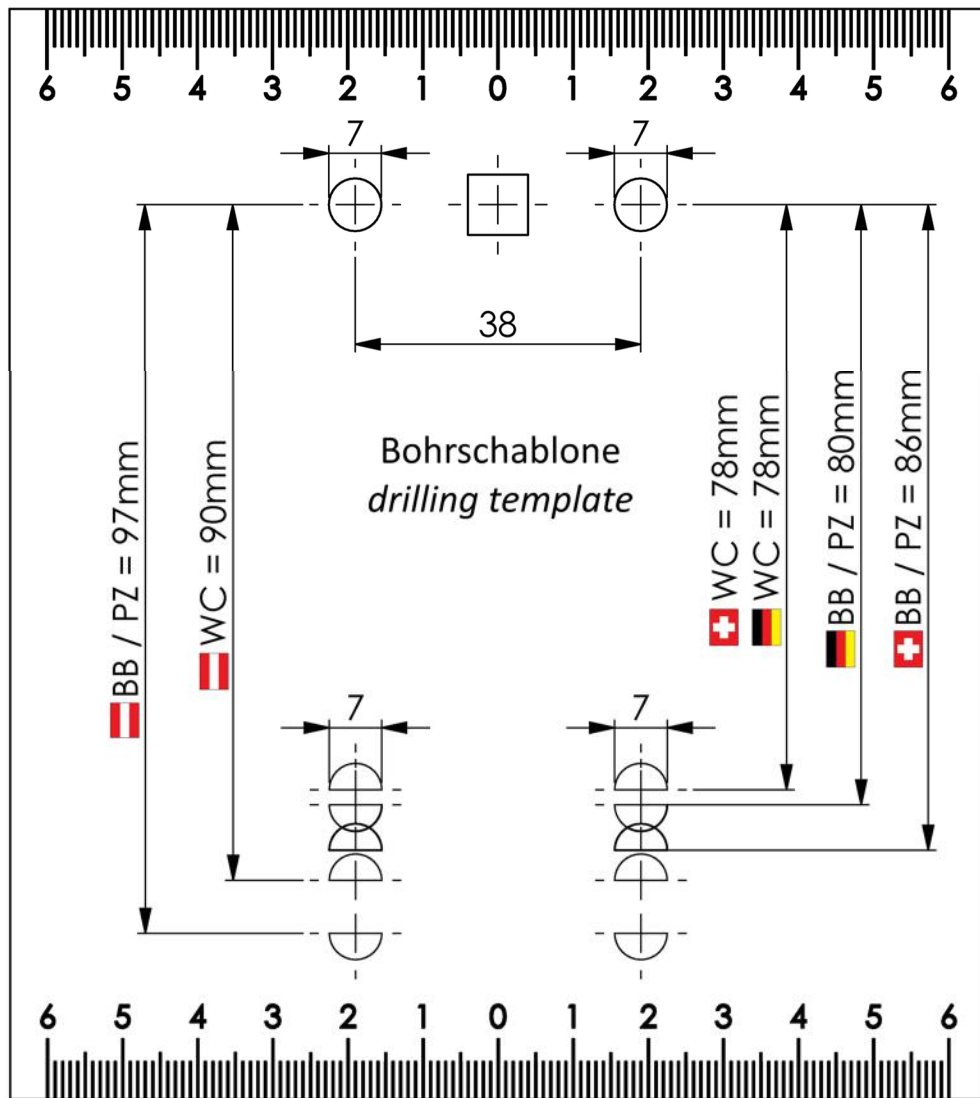 6 5 4 3 2 1 0 1 2 3 4 5 6
7 7
38
Bohrschablone
drilling template
BB / PZ = 97mm
WC = 90mm
WC = 78mm
WC = 78mm
BB / PZ = 80mm
BB / PZ = 86mm
7 7
6 5 4 3 2 1 0 1 2 3 4 5 6